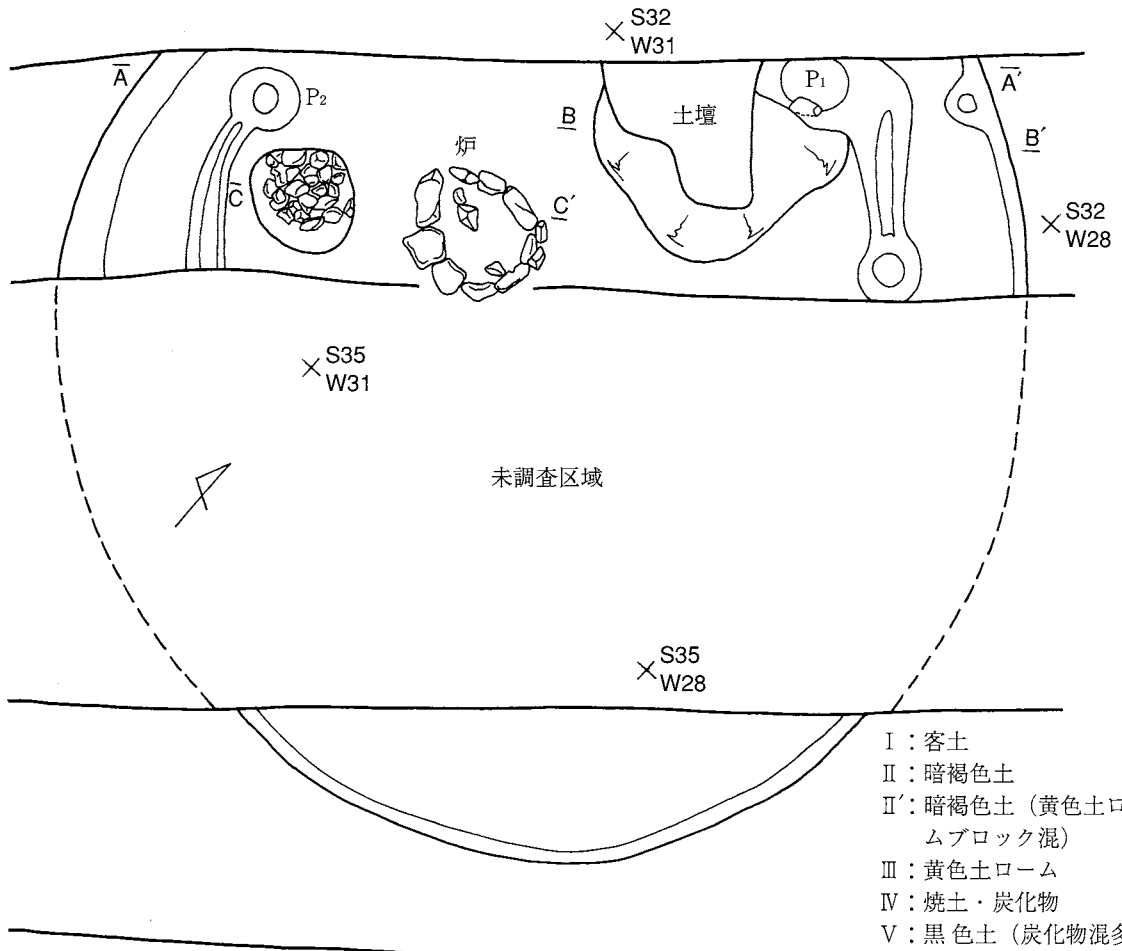 S32
W31
A
A′
P₂
P₁
B
土壇
B′
炉
C
C′
S32
W28
S35
W31
未調査区域
S35
W28
Ⅰ：客土
Ⅱ：暗褐色土
Ⅱ′：暗褐色土（黄色土ロ
ムブロック混）
Ⅲ：黄色土ローム
Ⅳ：焼土・炭化物
Ⅴ：黒色土（炭化物混多